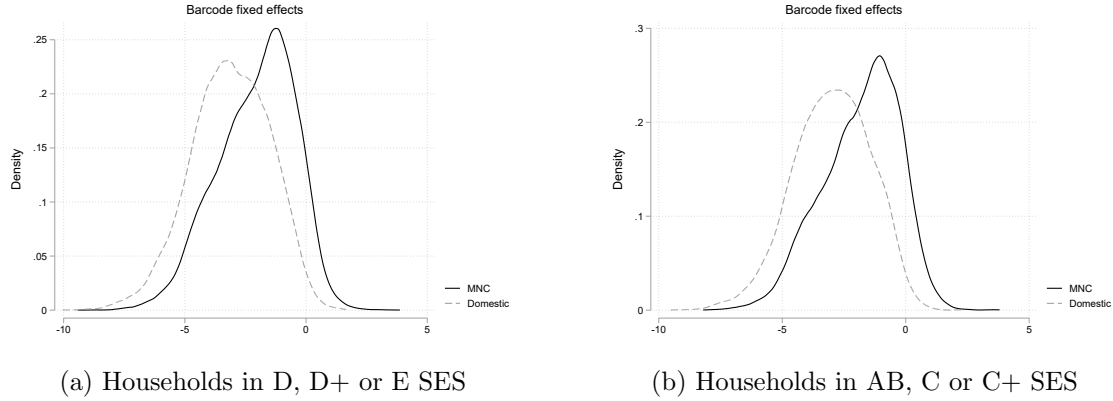 Barcode fixed effects
.25
.2
.15
.1
.05
0
Density
-10
-5
0
5
MNC
Domestic
(a) Households in D, D+ or E SES
Barcode fixed effects
.3
.2
.1
0
Density
-10
-5
0
5
MNC
Domestic
(b) Households in AB, C or C+ SES